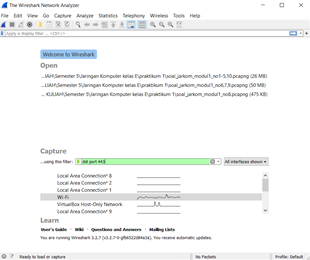 The Wireshark Network Analyzer
File Edit View Go Capture Analyze Statistics Telephony Wireless Tools Help
Apply a display filter ... <Ctrl-/>
Welcome to Wireshark
Open
...IAH\Semester 5\Jaringan Komputer kelas E\praktikum 1\soal_jarkom_modul1_no1-5,10.pcapng (26 MB)
...LIAH\Semester 5\Jaringan Komputer kelas E\praktikum 1\soal_jarkom_modul1_no6,7,9.pcapng (50 MB)
... KULIAH\Semester 5\Jaringan Komputer kelas E\praktikum 1\soal_jarkom_modul1_no8.pcapng (475 KB)
Capture
...using this filter: dst port 443 All interfaces shown
Local Area Connection* 8
Local Area Connection* 2
Local Area Connection* 1
Wi-Fi
VirtualBox Host-Only Network
Local Area Connection* 9
Learn
User's Guide · Wiki · Questions and Answers · Mailing Lists
You are running Wireshark 3.2.7 You receive automatic updates.
Ready to load or capture
No Packets
Profile: Default